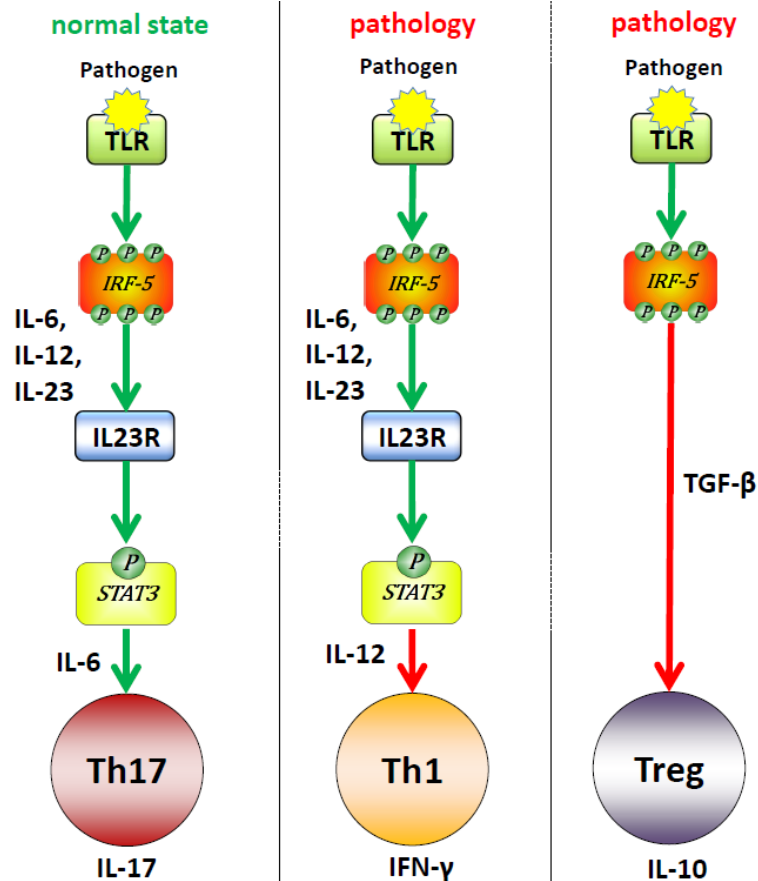 normal state
Pathogen
TLR
P P P
IRF-5
P P P
IL-6,
IL-12,
IL-23
IL23R
P
STAT3
IL-6
Th17
IL-17
pathology
Pathogen
TLR
P P P
IRF-5
P P P
IL-6,
IL-12,
IL-23
IL23R
P
STAT3
IL-12
Th1
IFN-γ
pathology
Pathogen
TLR
P P P
IRF-5
P P P
TGF-β
Treg
IL-10